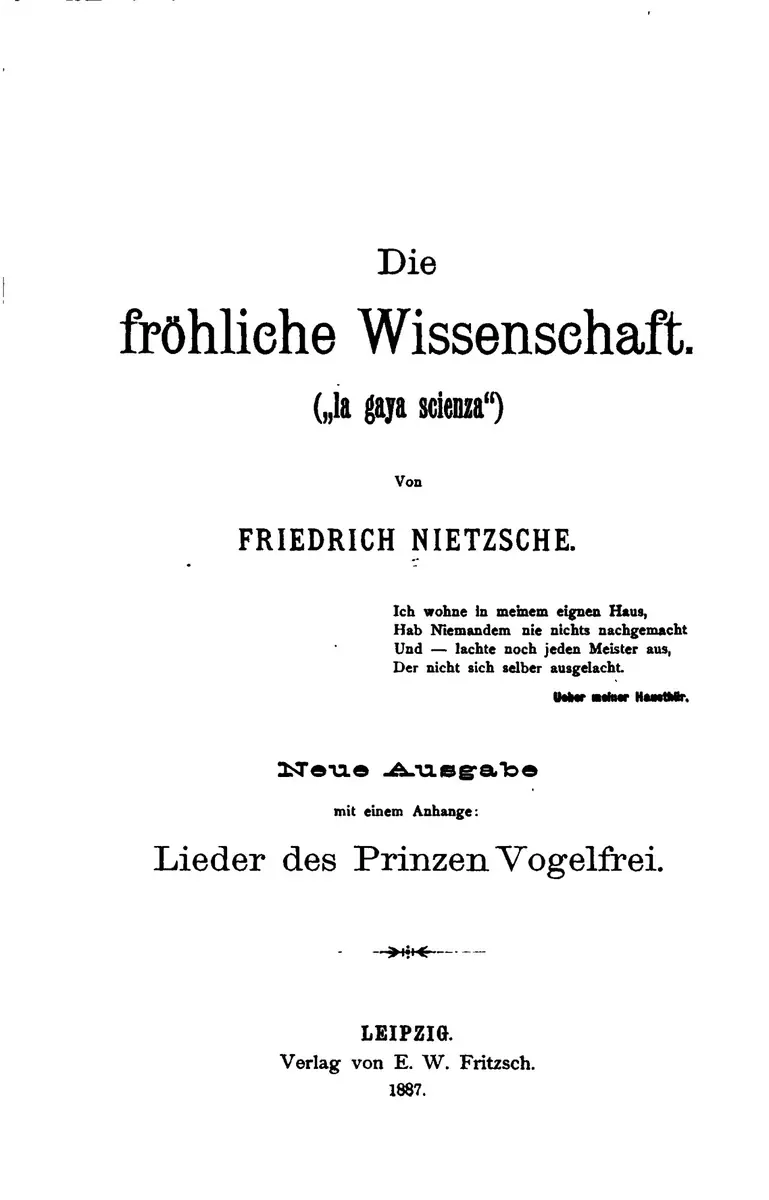 Die
fröhliche Wissenschaft.
(„la gaya scienza“)
Von
FRIEDRICH NIETZSCHE.
Ich wohne in meinem eignen Haus,
Hab Niemandem nie nichts nachgemacht
Und — lachte noch jeden Meister aus,
Der nicht sich selber ausgelacht.
Ueber meiner Hausthür.
Neue Ausgabe
mit einem Anhange:
Lieder des Prinzen Vogelfrei.
LEIPZIG.
Verlag von E. W. Fritzsch.
1887.